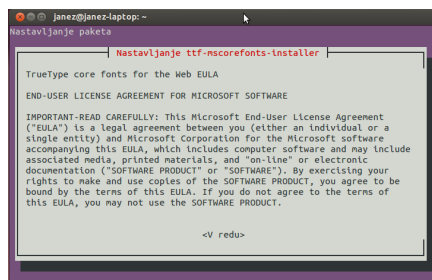 janez@janez-laptop: ~
Nastavljanje paketa
Nastavljanje ttf-mscorefonts-installer
TrueType core fonts for the Web EULA
END-USER LICENSE AGREEMENT FOR MICROSOFT SOFTWARE
IMPORTANT-READ CAREFULLY: This Microsoft End-User License Agreement
("EULA") is a legal agreement between you (either an individual or a
single entity) and Microsoft Corporation for the Microsoft software
accompanying this EULA, which includes computer software and may include
associated media, printed materials, and "on-line" or electronic
documentation ("SOFTWARE PRODUCT" or "SOFTWARE"). By exercising your
rights to make and use copies of the SOFTWARE PRODUCT, you agree to be
bound by the terms of this EULA. If you do not agree to the terms of
this EULA, you may not use the SOFTWARE PRODUCT.
<V redu>